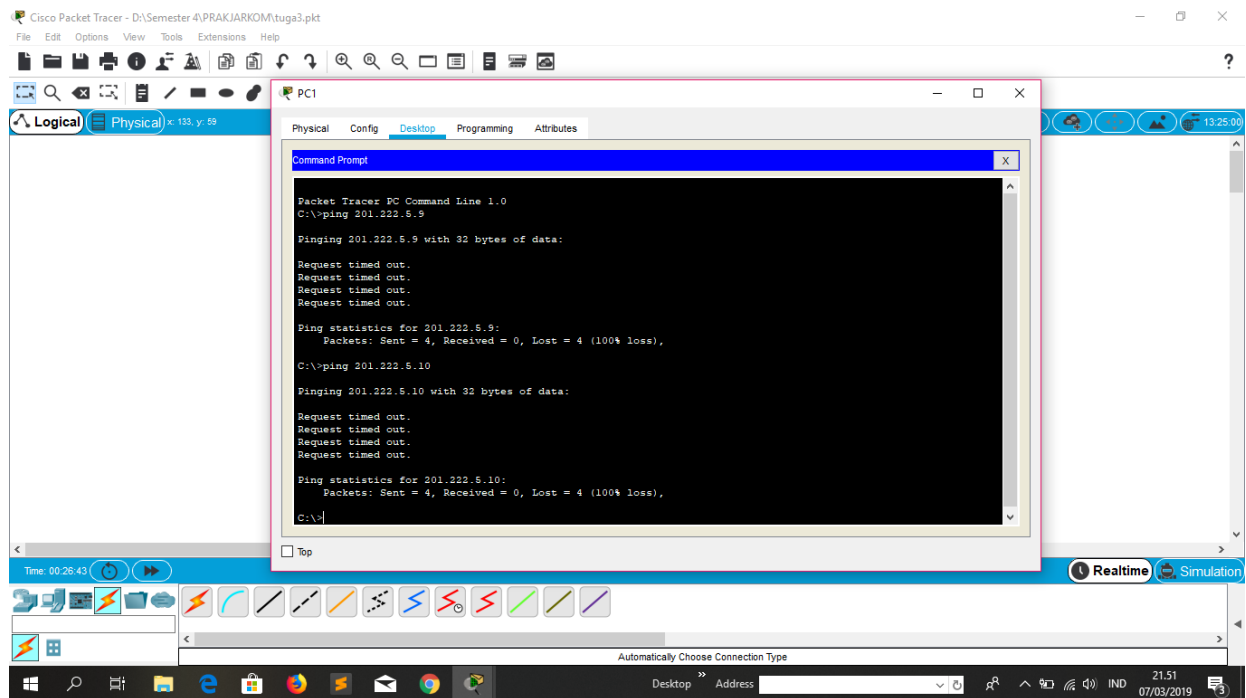 Cisco Packet Tracer - D:\Semester 4\PRAKJARKOM\tuga3.pkt
File Edit Options View Tools Extensions Help
?
PC1
Logical Physical x: 133, y: 59
13:25:00
Physical Config Desktop Programming Attributes
Command Prompt
X
Packet Tracer PC Command Line 1.0
C:\>ping 201.222.5.9
Pinging 201.222.5.9 with 32 bytes of data:
Request timed out.
Request timed out.
Request timed out.
Request timed out.
Ping statistics for 201.222.5.9:
Packets: Sent = 4, Received = 0, Lost = 4 (100% loss),
C:\>ping 201.222.5.10
Pinging 201.222.5.10 with 32 bytes of data:
Request timed out.
Request timed out.
Request timed out.
Request timed out.
Ping statistics for 201.222.5.10:
Packets: Sent = 4, Received = 0, Lost = 4 (100% loss),
C:\>
Top
Time: 00:26:43
Realtime Simulation
Automatically Choose Connection Type
Desktop Address
IND
21.51
07/03/2019
3